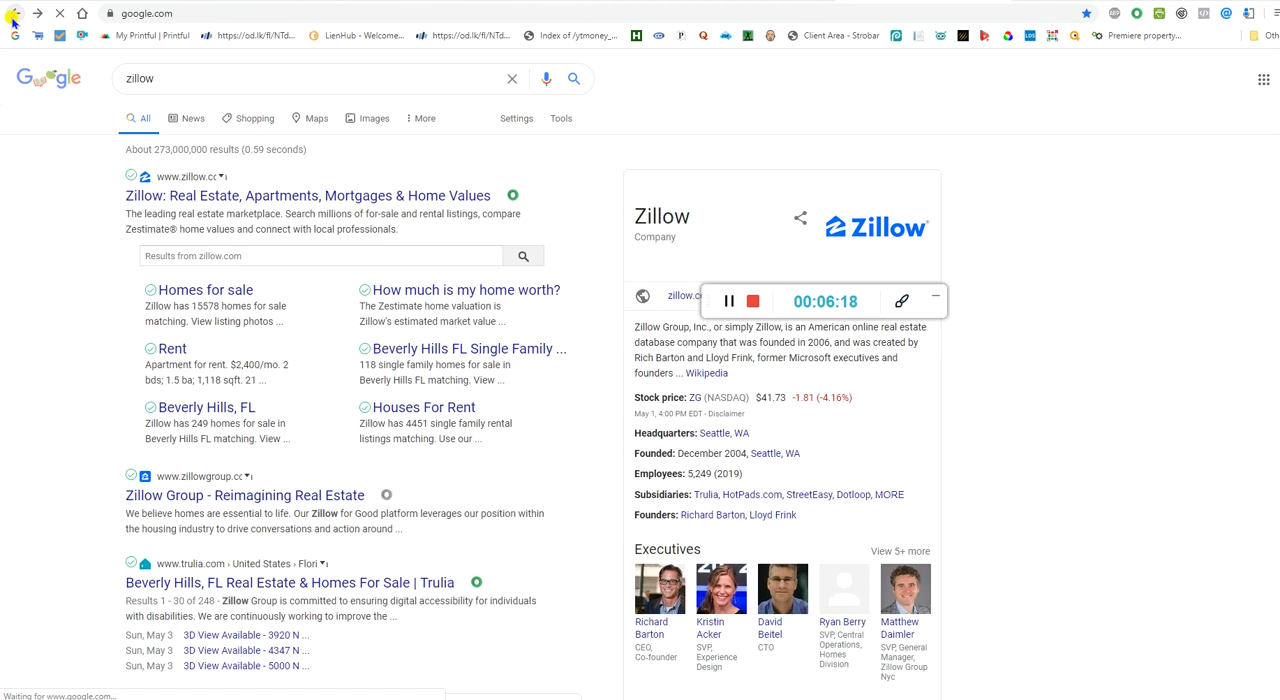 google.com
My Printful | Printful
https://od.lk/fl/NTd...
LienHub - Welcome...
https://od.lk/fl/NTd...
Index of /ytmoney_...
Client Area - Strobar
Premiere property...
Oth
Google
zillow
All
News
Shopping
Maps
Images
More
Settings
Tools
About 273,000,000 results (0.59 seconds)
www.zillow.cc
Zillow: Real Estate, Apartments, Mortgages & Home Values
The leading real estate marketplace. Search millions of for-sale and rental listings, compare
Zestimate® home values and connect with local professionals.
Results from zillow.com
Homes for sale
Zillow has 15578 homes for sale
matching. View listing photos ...
How much is my home worth?
The Zestimate home valuation is
Zillow's estimated market value ...
Rent
Apartment for rent. $2,400/mo. 2
bds; 1.5 ba; 1,118 sqft. 21 ...
Beverly Hills FL Single Family ...
118 single family homes for sale in
Beverly Hills FL matching. View ...
Beverly Hills, FL
Zillow has 249 homes for sale in
Beverly Hills FL matching. View ...
Houses For Rent
Zillow has 4451 single family rental
listings matching. Use our ...
www.zillowgroup.cc
Zillow Group - Reimagining Real Estate
We believe homes are essential to life. Our Zillow for Good platform leverages our position within
the housing industry to drive conversations and action around ...
www.trulia.com › United States › Flori
Beverly Hills, FL Real Estate & Homes For Sale | Trulia
Results 1 - 30 of 248 - Zillow Group is committed to ensuring digital accessibility for individuals
with disabilities. We are continuously working to improve the ...
Sun, May 3 3D View Available - 3920 N ...
Sun, May 3 3D View Available - 4347 N ...
Sun, May 3 3D View Available - 5000 N ...
Waiting for www.google.com...
Zillow
Company
Zillow
zillow.c
00:06:18
Zillow Group, Inc., or simply Zillow, is an American online real estate
database company that was founded in 2006, and was created by
Rich Barton and Lloyd Frink, former Microsoft executives and
founders ... Wikipedia
Stock price: ZG (NASDAQ) $41.73 -1.81 (-4.16%)
May 1, 4:00 PM EDT - Disclaimer
Headquarters: Seattle, WA
Founded: December 2004, Seattle, WA
Employees: 5,249 (2019)
Subsidiaries: Trulia, HotPads.com, StreetEasy, Dotloop, MORE
Founders: Richard Barton, Lloyd Frink
Executives
View 5+ more
Richard
Barton
CEO,
Co-founder
Kristin
Acker
SVP,
Experience
Design
David
Beitel
CTO
Ryan Berry
SVP, Central
Operations,
Homes
Division
Matthew
Daimler
SVP, General
Manager,
Zillow Group
Nyc